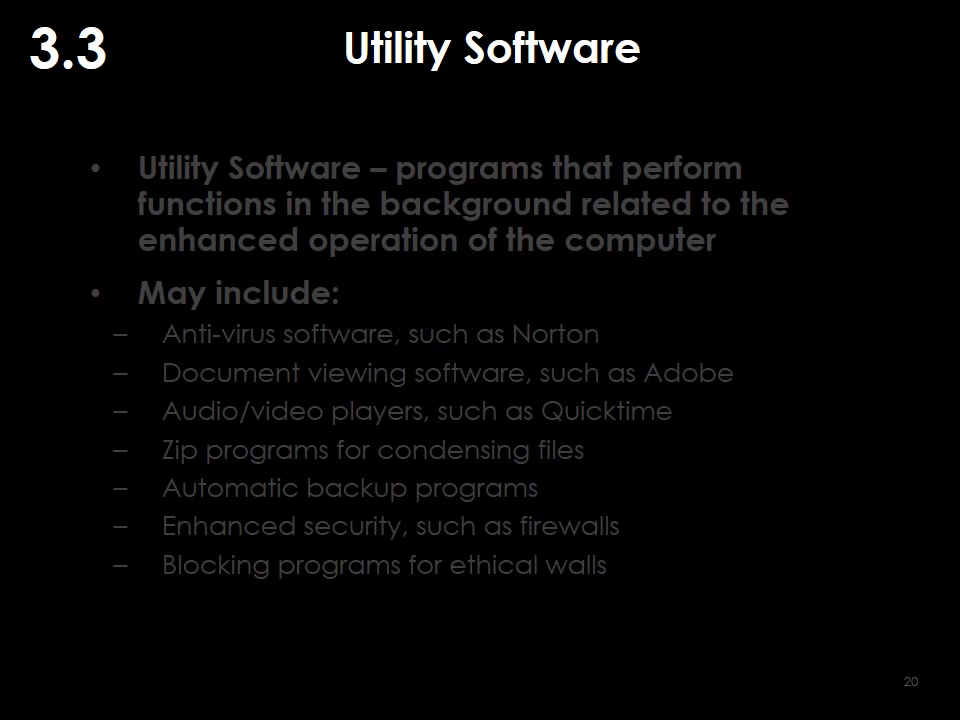 3.3
Utility Software
• Utility Software – programs that perform
functions in the background related to the
enhanced operation of the computer
• May include:
– Anti-virus software, such as Norton
– Document viewing software, such as Adobe
– Audio/video players, such as Quicktime
– Zip programs for condensing files
– Automatic backup programs
– Enhanced security, such as firewalls
– Blocking programs for ethical walls
20